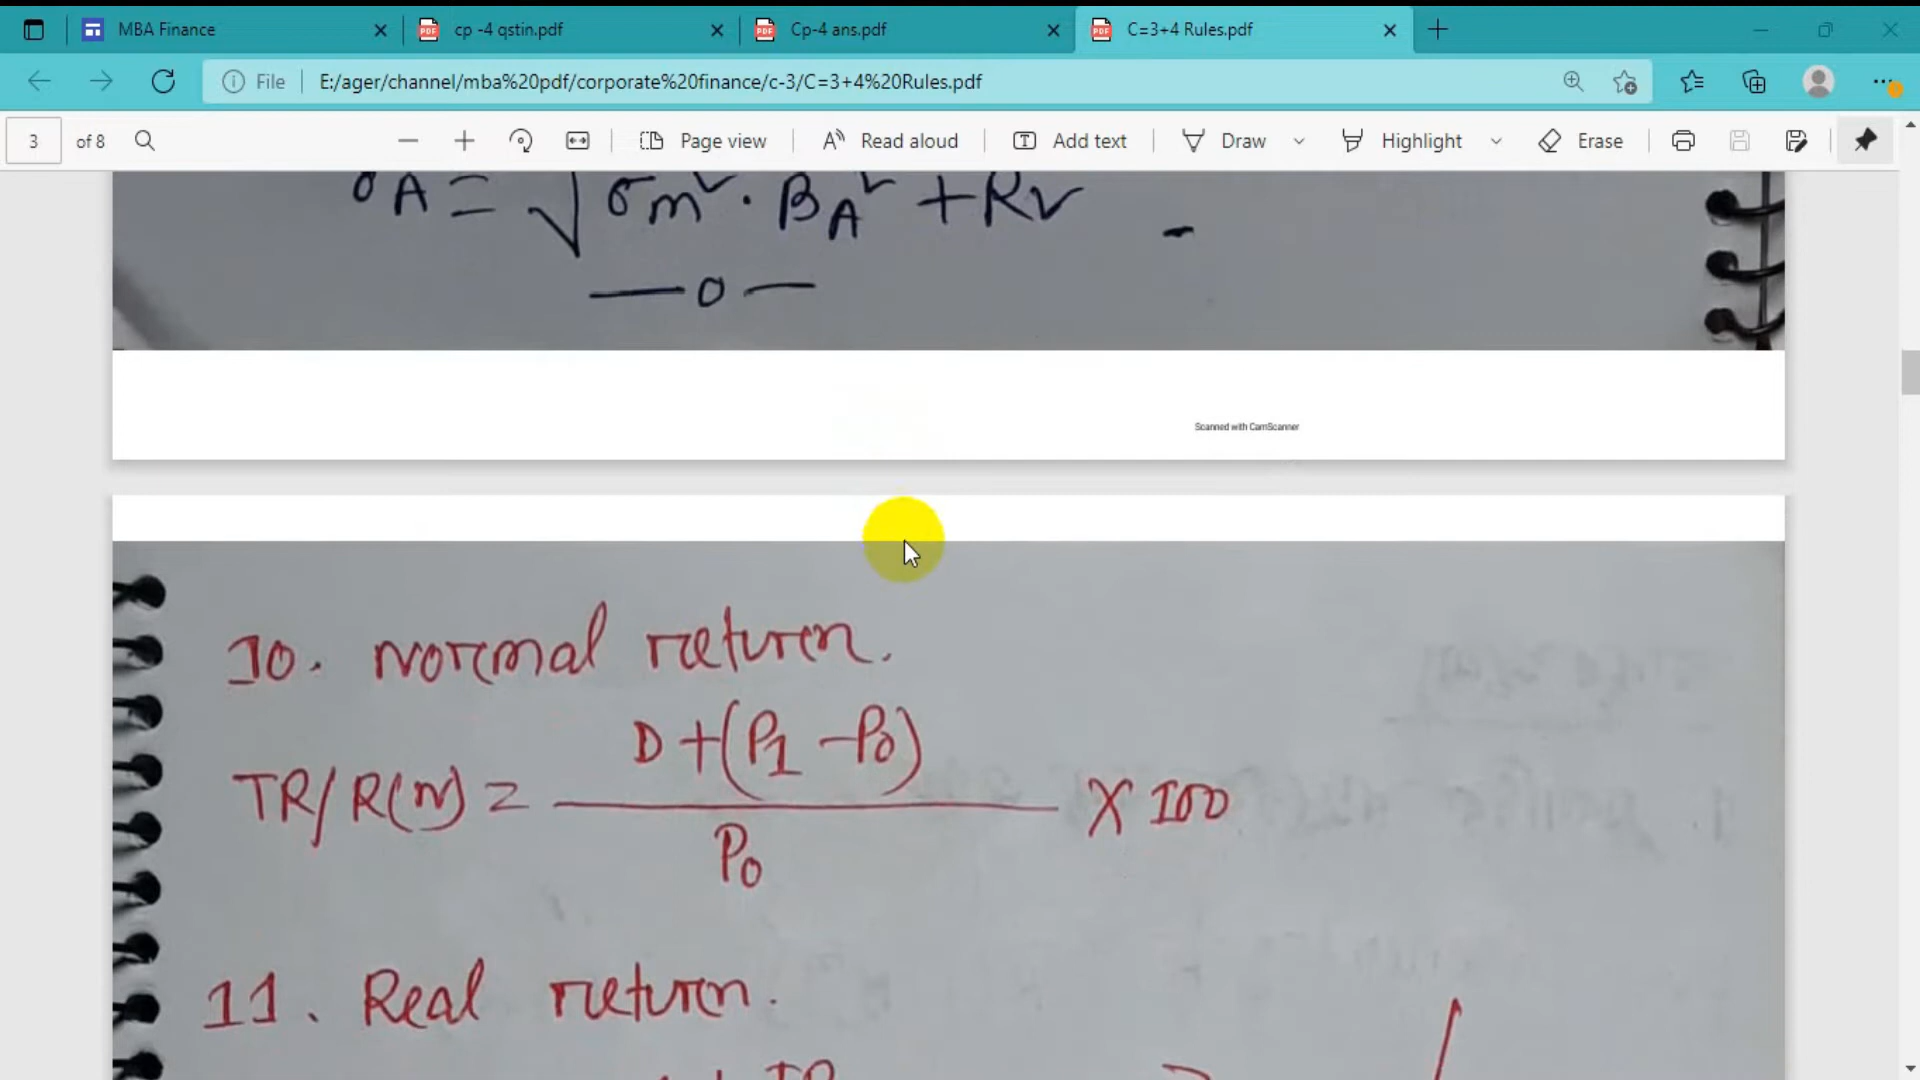 MBA Finance
cp -4 qstin.pdf
Cp-4 ans.pdf
C=3+4 Rules.pdf
File
E:/ager/channel/mba%20pdf/corporate%20finance/c-3/C=3+4%20Rules.pdf
3 of 8
Page view
Read aloud
Add text
Draw
Highlight
Erase
σA = √σm² · βA² + RV
— 0 —
Scanned with CamScanner
10. Normal return.
D + (P1 - P0)
TR/R(N) = ——— X 100
P0
11. Real return.